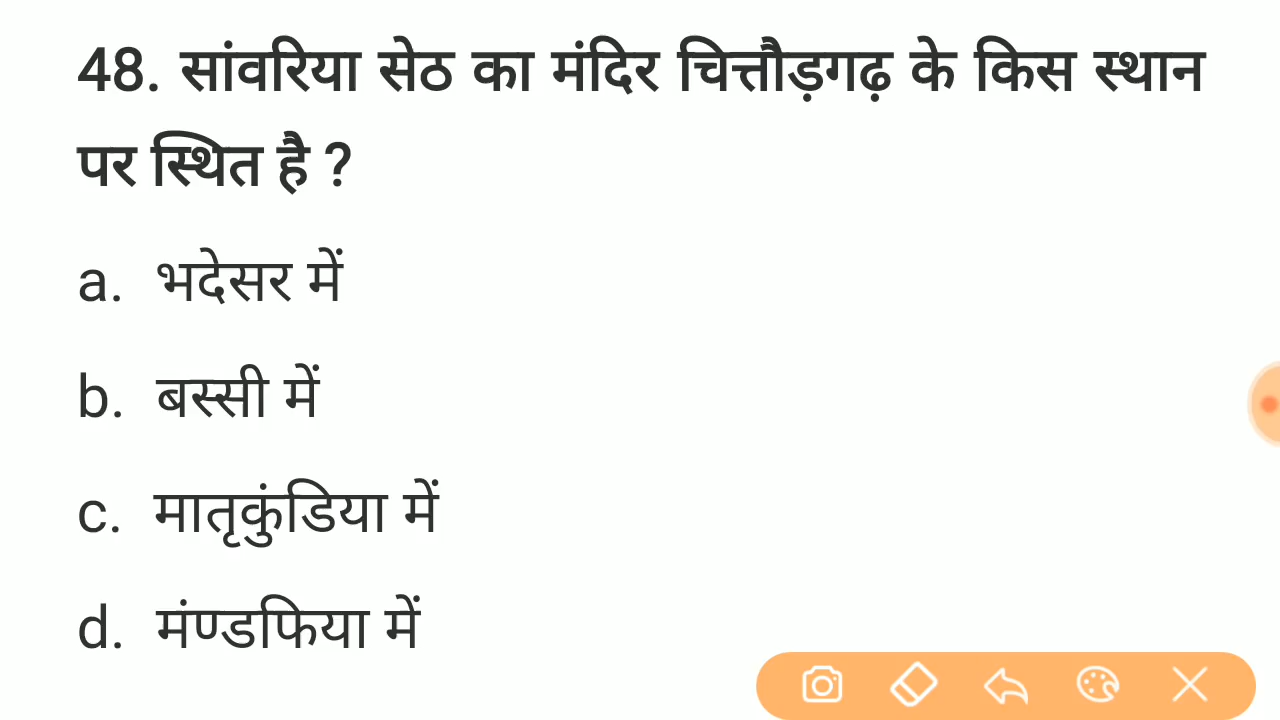 48. सांवरिया सेठ का मंदिर चित्तौड़गढ़ के किस स्थान
पर स्थित है ?
a. भदेसर में
b. बस्सी में
c. मातृकुंडिया में
d. मंण्डफिया में